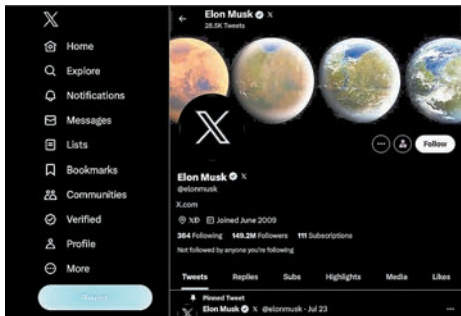 Home
Explore
Notifications
Messages
Lists
Bookmarks
Communities
Verified
Profile
More
Tweet
Elon Musk
28.5K Tweets
Follow
Elon Musk
@elonmusk
X.com
Joined June 2009
364 Following 149.2M Followers 111 Subscriptions
Not followed by anyone you're following
Tweets Replies Subs Highlights Media Likes
Pinned Tweet
Elon Musk @elonmusk · Jul 23